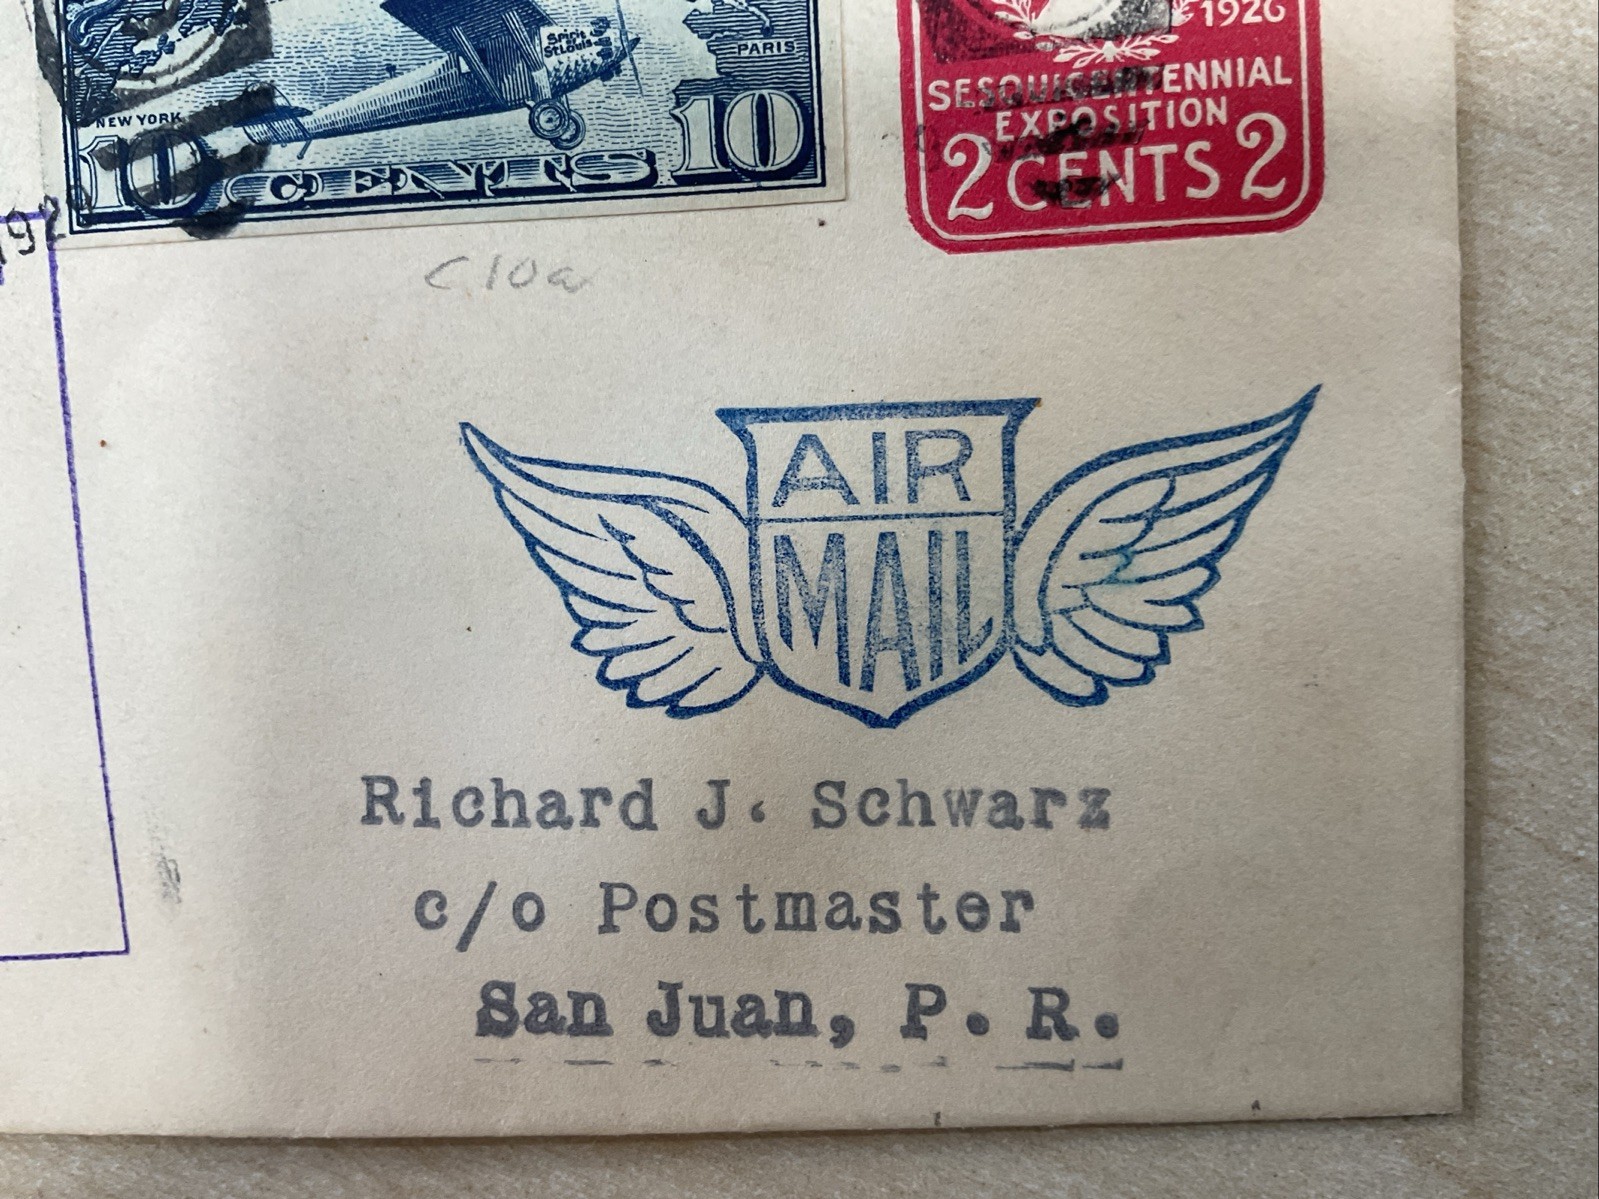 Spirit
St. Louis
PARIS
NEW YORK
10 CENTS 10
1926
SESQUICENTENNIAL
EXPOSITION
2 CENTS 2
192
C10a
AIR
MAIL
Richard J. Schwarz
c/o Postmaster
San Juan, P. R.